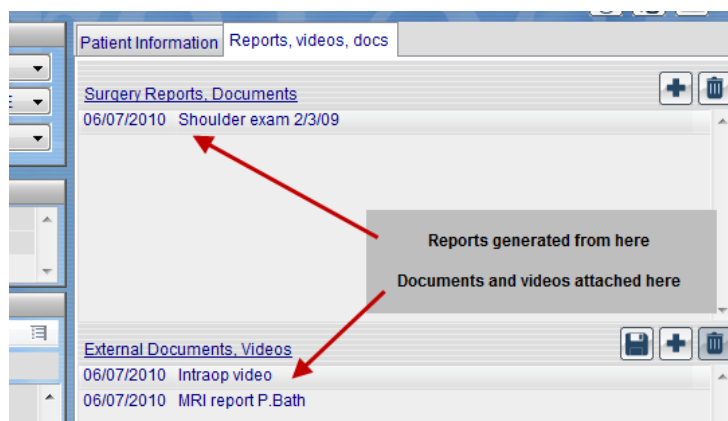 Patient Information
Reports, videos, docs
Surgery Reports, Documents
06/07/2010 Shoulder exam 2/3/09
Reports generated from here
Documents and videos attached here
External Documents, Videos
06/07/2010 Intraop video
06/07/2010 MRI report P.Bath